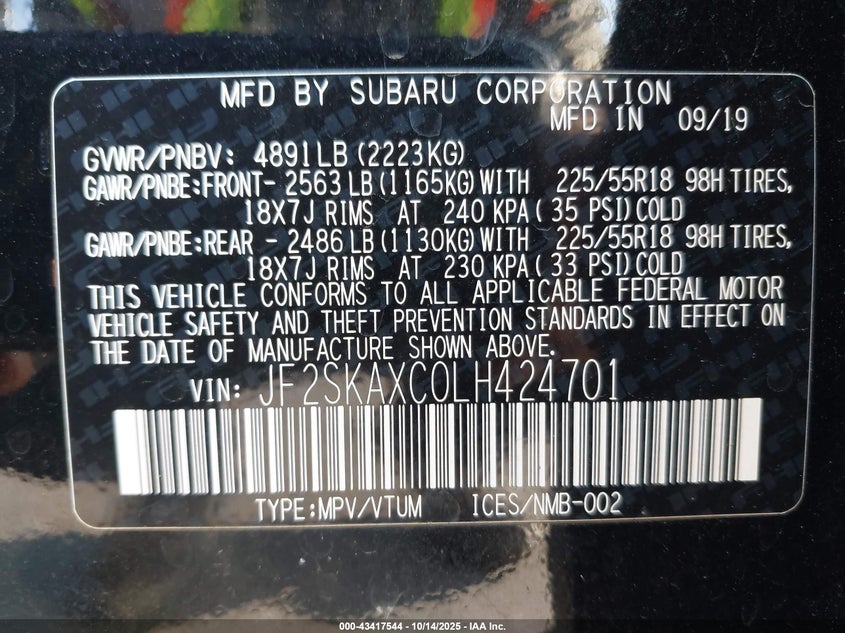 MFD BY SUBARU CORPORATION
MFD IN 09/19
GVWR/PNBV: 4891LB (2223KG)
GAWR/PNBE:FRONT- 2563 LB (1165KG) WITH 225/55R18 98H TIRES,
18X7J RIMS AT 240 KPA ( 35 PSI) COLD
GAWR/PNBE:REAR - 2486 LB (1130KG) WITH 225/55R18 98H TIRES,
18X7J RIMS AT 230 KPA ( 33 PSI) COLD
THIS VEHICLE CONFORMS TO ALL APPLICABLE FEDERAL MOTOR
VEHICLE SAFETY AND THEFT PREVENTION STANDARDS IN EFFECT ON
THE DATE OF MANUFACTURE SHOWN ABOVE.
VIN: JF2SKAXC0LH424701
TYPE:MPV/VTUM ICES/NMB-002
000-43417544 - 10/14/2025 - IAA Inc.